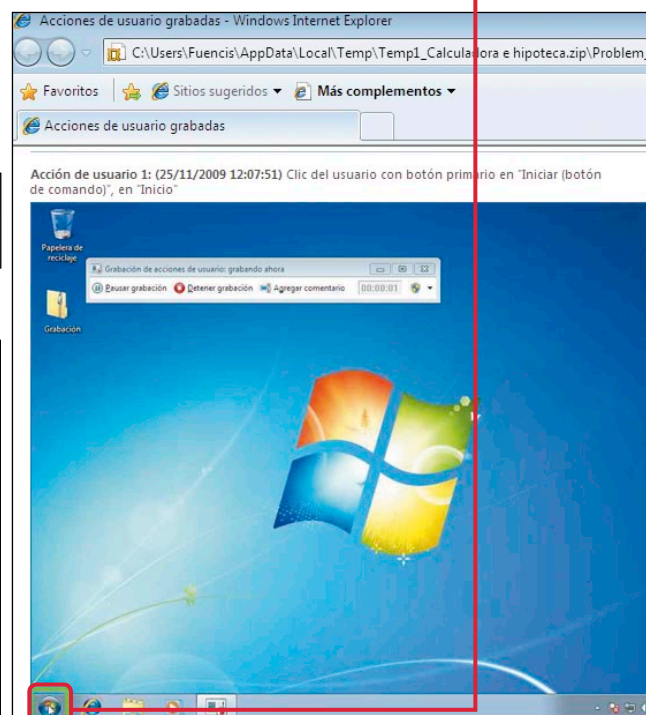 Acciones de usuario grabadas - Windows Internet Explorer
C:\Users\Fuencis\AppData\Local\Temp\Temp1_Calculadora e hipoteca.zip\Problem_
Favoritos Sitios sugeridos Más complementos
Acciones de usuario grabadas
Acción de usuario 1: (25/11/2009 12:07:51) Clic del usuario con botón primario en "Iniciar (botón
de comando)", en "Inicio"
Papelera de
reciclaje
Grabación de acciones de usuario: grabando ahora
Pausar grabación Detener grabación Agregar comentario 00:00:01
Grabación